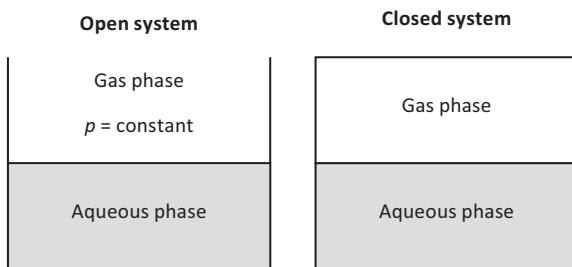 Open system
Gas phase
p = constant
Aqueous phase
Closed system
Gas phase
Aqueous phase